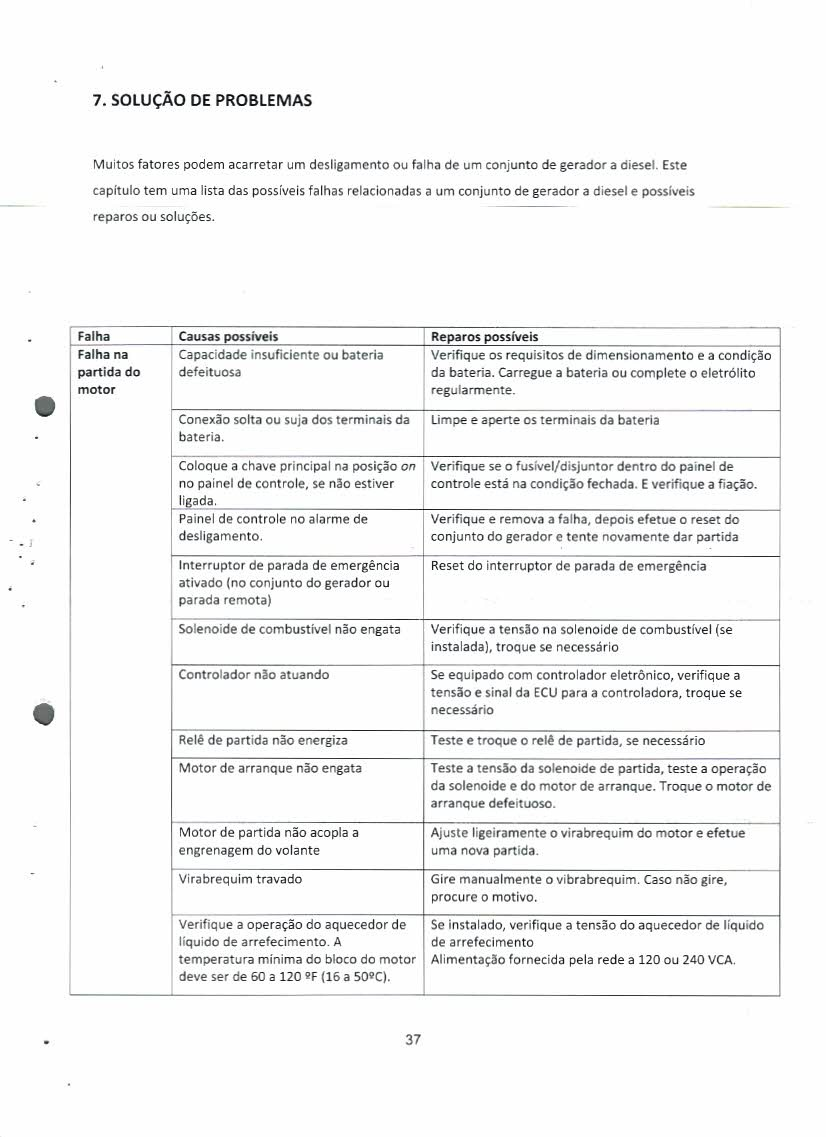 7. SOLUÇÃO DE PROBLEMAS
Muitos fatores podem acarretar um desligamento ou falha de um conjunto de gerador a diesel. Este
capítulo tem uma lista das possíveis falhas relacionadas a um conjunto de gerador a diesel e possíveis
reparos ou soluções.
Falha
Causas possíveis
Reparos possíveis
Falha na
partida do
motor
Capacidade insuficiente ou bateria
defeituosa
Verifique os requisitos de dimensionamento e a condição
da bateria. Carregue a bateria ou complete o eletrólito
regularmente.
Conexão solta ou suja dos terminais da
bateria.
Limpe e aperte os terminais da bateria
Coloque a chave principal na posição on
no painel de controle, se não estiver
ligada.
Verifique se o fusível/disjuntor dentro do painel de
controle está na condição fechada. E verifique a fiação.
Painel de controle no alarme de
desligamento.
Verifique e remova a falha, depois efetue o reset do
conjunto do gerador e tente novamente dar partida
Interruptor de parada de emergência
ativado (no conjunto do gerador ou
parada remota)
Reset do interruptor de parada de emergência
Solenoide de combustível não engata
Verifique a tensão na solenoide de combustível (se
instalada), troque se necessário
Controlador não atuando
Se equipado com controlador eletrônico, verifique a
tensão e sinal da ECU para a controladora, troque se
necessário
Relê de partida não energiza
Teste e troque o relê de partida, se necessário
Motor de arranque não engata
Teste a tensão da solenoide de partida, teste a operação
da solenoide e do motor de arranque. Troque o motor de
arranque defeituoso.
Motor de partida não acopla a
engrenagem do volante
Ajuste ligeiramente o virabrequim do motor e efetue
uma nova partida.
Virabrequim travado
Gire manualmente o vibrabrequim. Caso não gire,
procure o motivo.
Verifique a operação do aquecedor de
líquido de arrefecimento. A
temperatura mínima do bloco do motor
deve ser de 60 a 120 ºF (16 a 50ºC).
Se instalado, verifique a tensão do aquecedor de líquido
de arrefecimento
Alimentação fornecida pela rede a 120 ou 240 VCA.
37